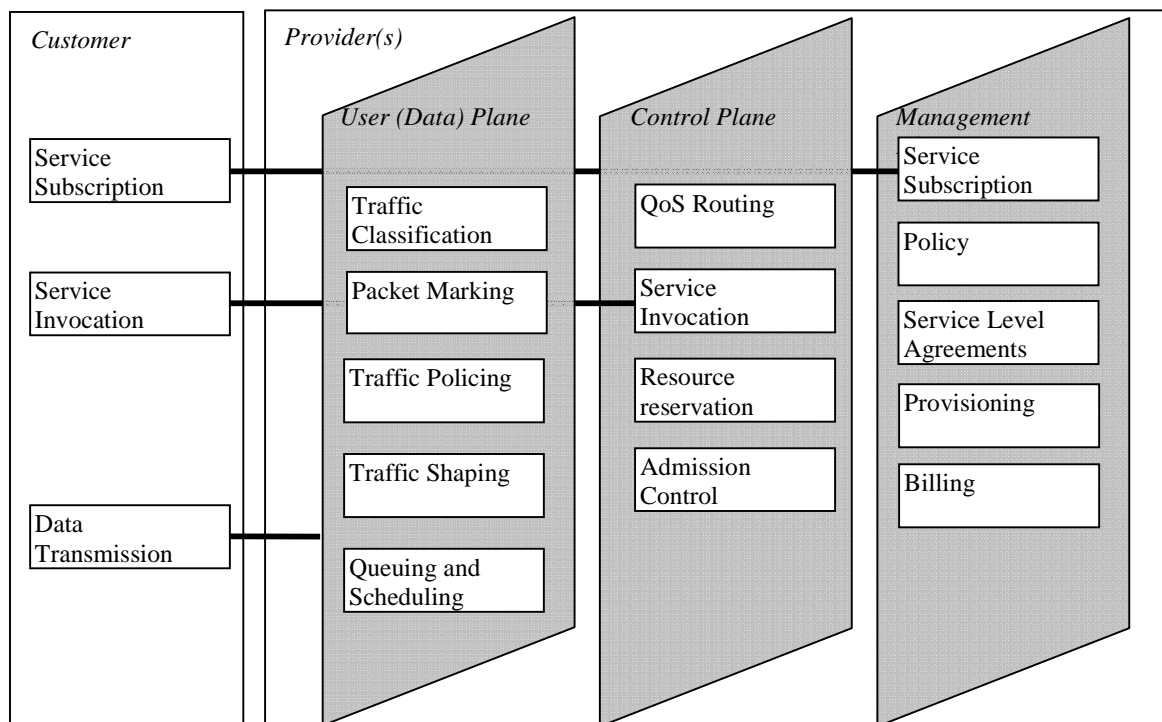 Customer
Service
Subscription
Service
Invocation
Data
Transmission
Provider(s)
User (Data) Plane
Traffic
Classification
Packet Marking
Traffic Policing
Traffic Shaping
Queuing and
Scheduling
Control Plane
QoS Routing
Service
Invocation
Resource
reservation
Admission
Control
Management
Service
Subscription
Policy
Service Level
Agreements
Provisioning
Billing